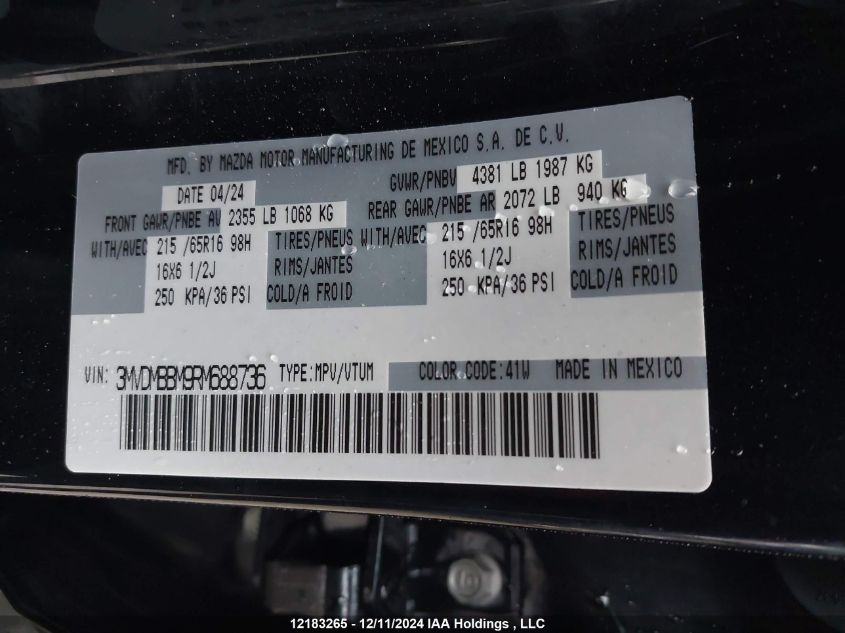 MFD. BY MAZDA MOTOR MANUFACTURING DE MEXICO S.A. DE C.V.
DATE 04/24 GVWR/PNBV 4381 LB 1987 KG
FRONT GAWR/PNBE AV 2355 LB 1068 KG REAR GAWR/PNBE AR 2072 LB 940 KG
WITH/AVEC 215 /65R16 98H TIRES/PNEUS WITH/AVEC 215 /65R16 98H TIRES/PNEUS
16X6 1/2J RIMS/JANTES 16X6 1/2J RIMS/JANTES
250 KPA/36 PSI COLD/A FROID 250 KPA/36 PSI COLD/A FROID
VIN: 3MVDMBBM9RM688736 TYPE:MPV/VTUM COLOR CODE:41W MADE IN MEXICO
12183265 - 12/11/2024 IAA Holdings , LLC